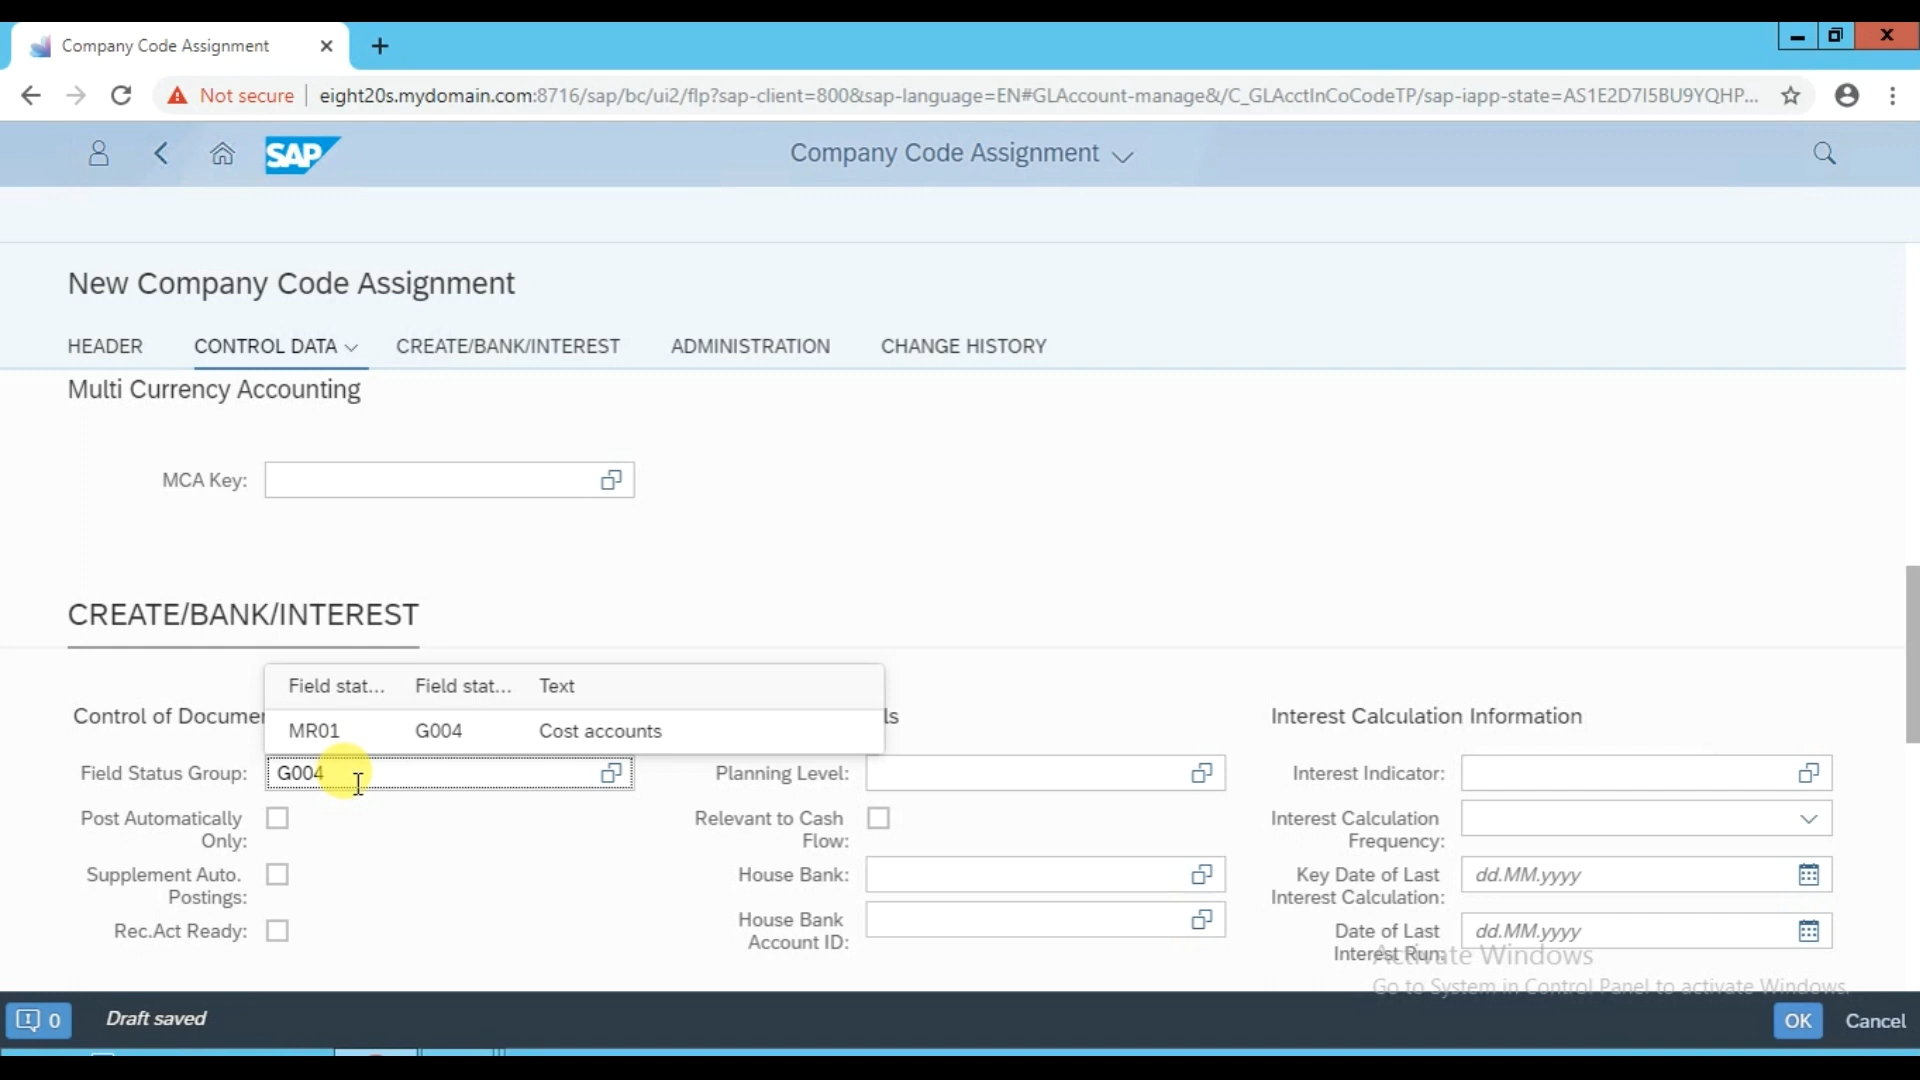 Company Code Assignment
Not secure
eight20s.mydomain.com:8716/sap/bc/ui2/flp?sap-client=800&sap-language=EN#GLAccount-manage&/C_GLAcctInCoCodeTP/sap-iapp-state=AS1E2D7I5BU9YQHP...
SAP
Company Code Assignment
New Company Code Assignment
HEADER
CONTROL DATA
CREATE/BANK/INTEREST
ADMINISTRATION
CHANGE HISTORY
Multi Currency Accounting
MCA Key:
CREATE/BANK/INTEREST
Field stat...
Field stat...
Text
MR01
G004
Cost accounts
Control of Documen
ls
Interest Calculation Information
Field Status Group:
G004
Planning Level:
Interest Indicator:
Post Automatically
Only:
Relevant to Cash
Flow:
Interest Calculation
Frequency:
Supplement Auto.
Postings:
House Bank:
Key Date of Last
Interest Calculation:
dd.MM.yyyy
Rec.Act Ready:
House Bank
Account ID:
Date of Last
Interest Run:
dd.MM.yyyy
Activate Windows
Go to System in Control Panel to activate Windows.
0
Draft saved
OK
Cancel